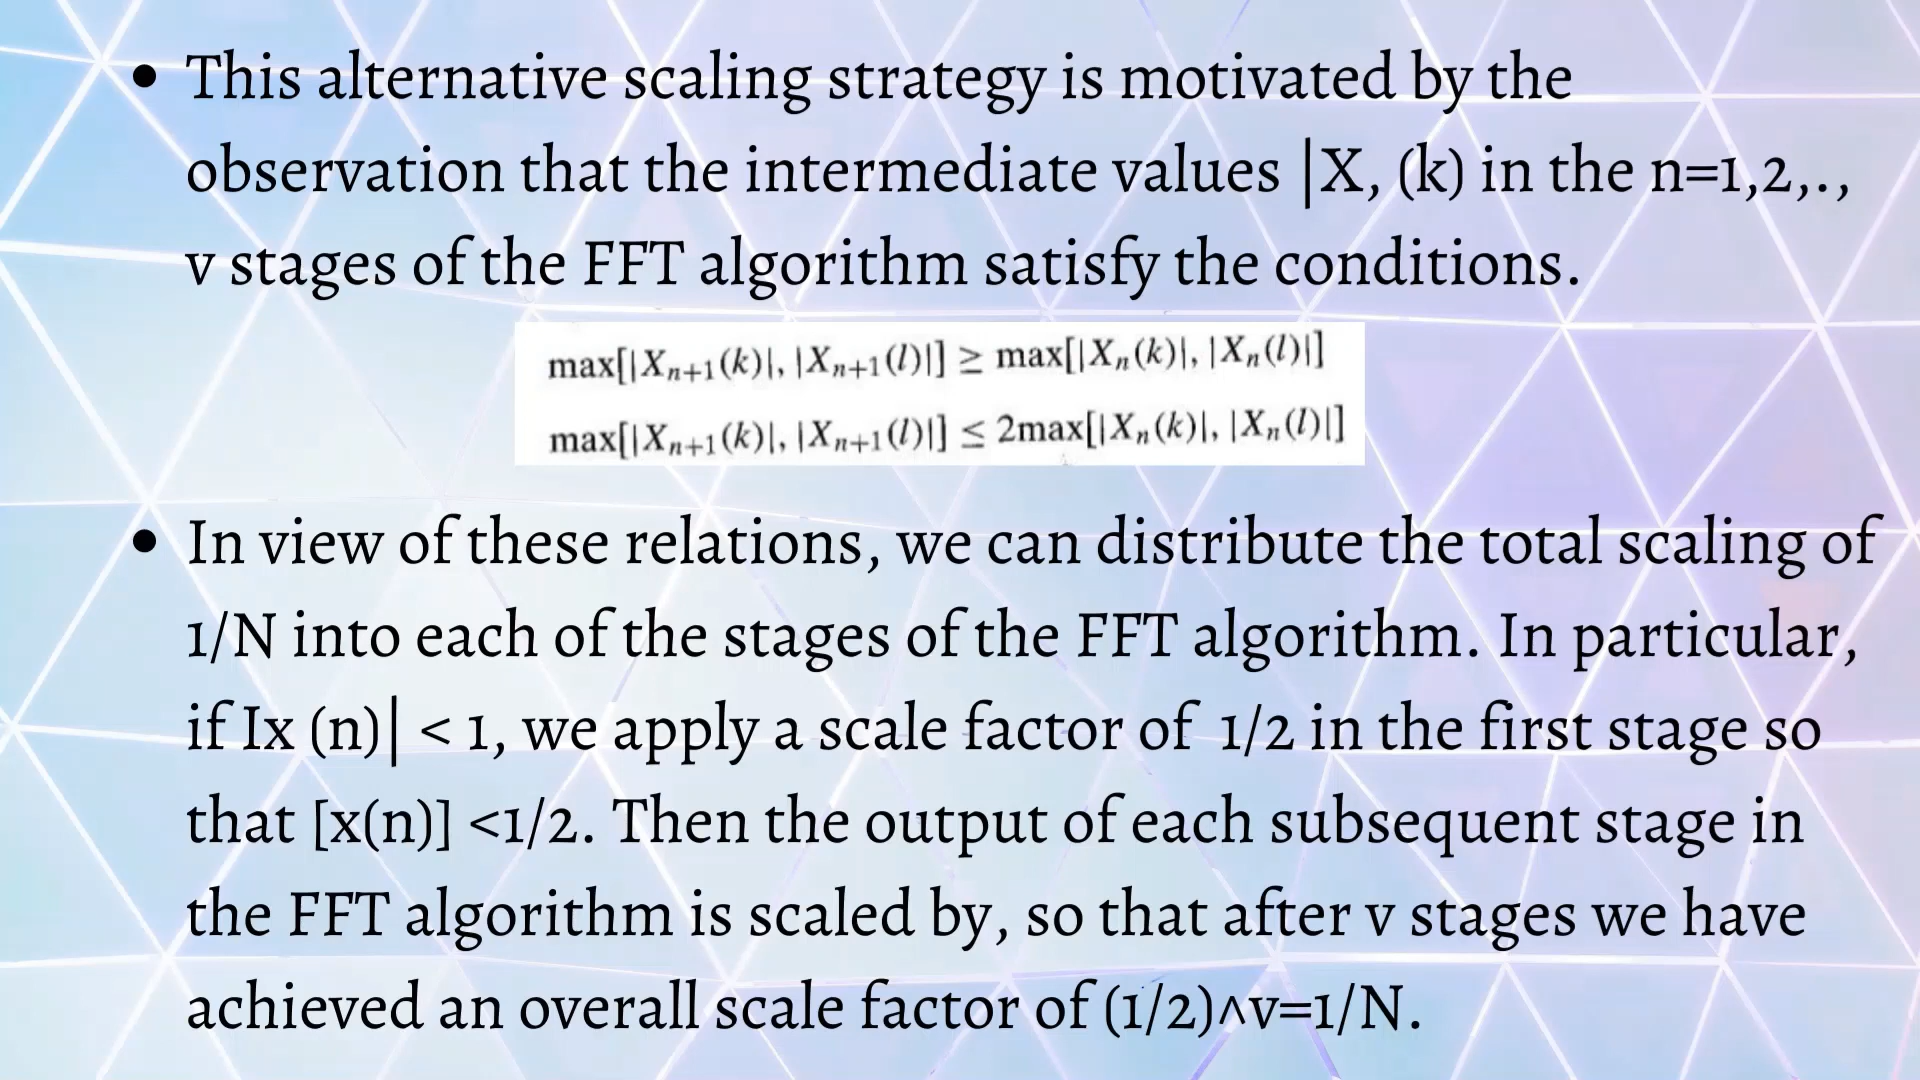 • This alternative scaling strategy is motivated by the
observation that the intermediate values |X, (k) in the n=1,2,.,
v stages of the FFT algorithm satisfy the conditions.
max[|Xₙ₊₁(k)|, |Xₙ₊₁(l)|] ≥ max[|Xₙ(k)|, |Xₙ(l)|]
max[|Xₙ₊₁(k)|, |Xₙ₊₁(l)|] ≤ 2max[|Xₙ(k)|, |Xₙ(l)|]
• In view of these relations, we can distribute the total scaling of
1/N into each of the stages of the FFT algorithm. In particular,
if Ix (n)| < 1, we apply a scale factor of 1/2 in the first stage so
that [x(n)] <1/2. Then the output of each subsequent stage in
the FFT algorithm is scaled by, so that after v stages we have
achieved an overall scale factor of (1/2)^v=1/N.